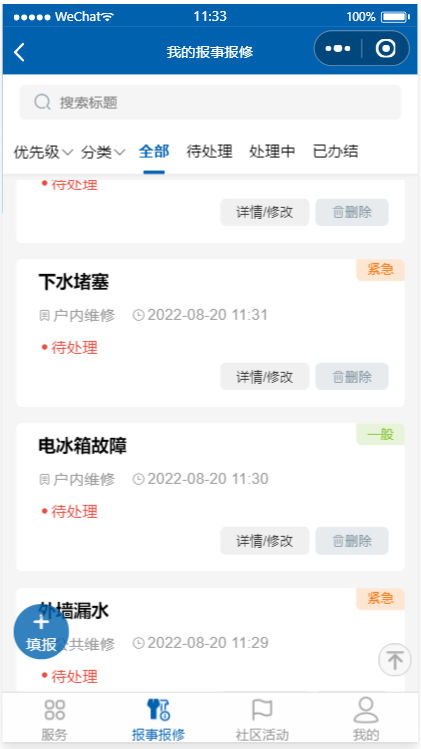 WeChat 11:33 100%
我的报事报修
搜索标题
优先级 分类 全部 待处理 处理中 已办结
待处理
详情/修改 删除
下水堵塞 紧急
户内维修 2022-08-20 11:31
待处理
详情/修改 删除
电冰箱故障 一般
户内维修 2022-08-20 11:30
待处理
详情/修改 删除
外墙漏水 紧急
公共维修 2022-08-20 11:29
填报
待处理
服务 报事报修 社区活动 我的